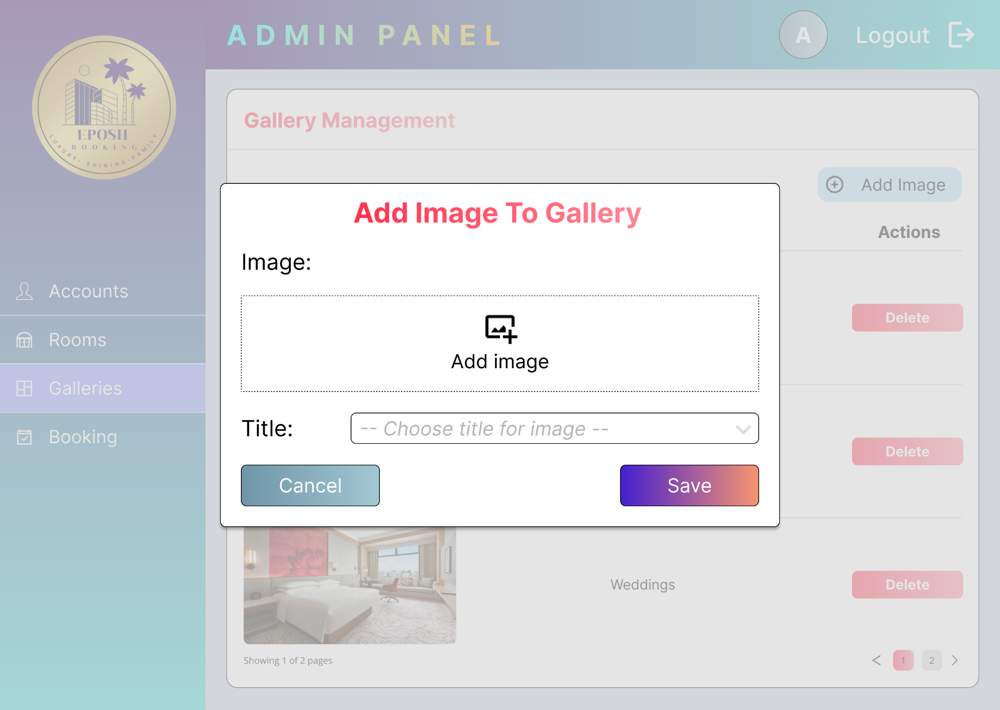 ADMIN PANEL
A
Logout
EPOSH
BOOKING
LUXURY · SHINING · FAMILY
Accounts
Rooms
Galleries
Booking
Gallery Management
Add Image
Actions
Add Image To Gallery
Image:
Add image
Title:
-- Choose title for image --
Cancel
Save
Delete
Delete
Weddings
Delete
Showing 1 of 2 pages
< 1 2 >